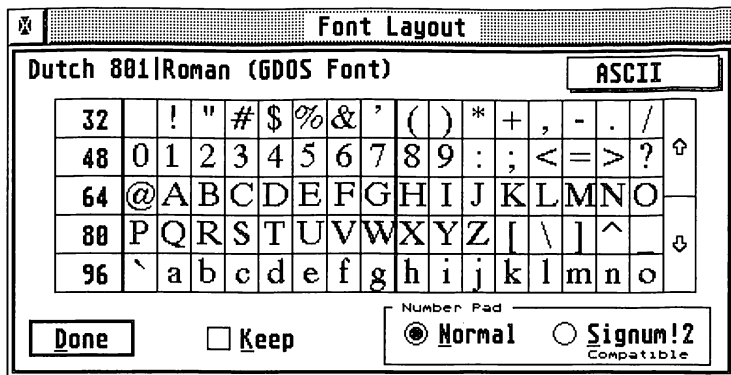 Font Layout
Dutch 801|Roman (GDOS Font) ASCII
32 ! " # $ % & ' ( ) * + , - . /
48 0 1 2 3 4 5 6 7 8 9 : ; < = > ?
64 @ A B C D E F G H I J K L M N O
80 P Q R S T U V W X Y Z [ \ ] ^ _
96 ` a b c d e f g h i j k l m n o
Number Pad
Done Keep Normal Signum!2
Compatible